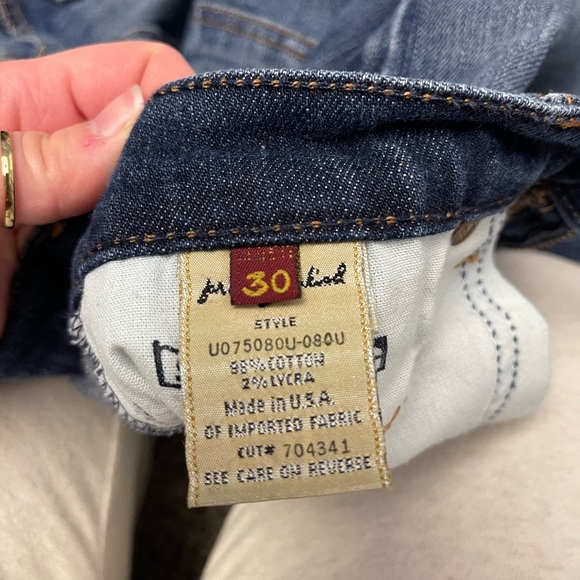 30
STYLE
U075080U-080U
98% COTTON
2% LYCRA
Made in U.S.A.
OF IMPORTED FABRIC
CUT# 704341
SEE CARE ON REVERSE